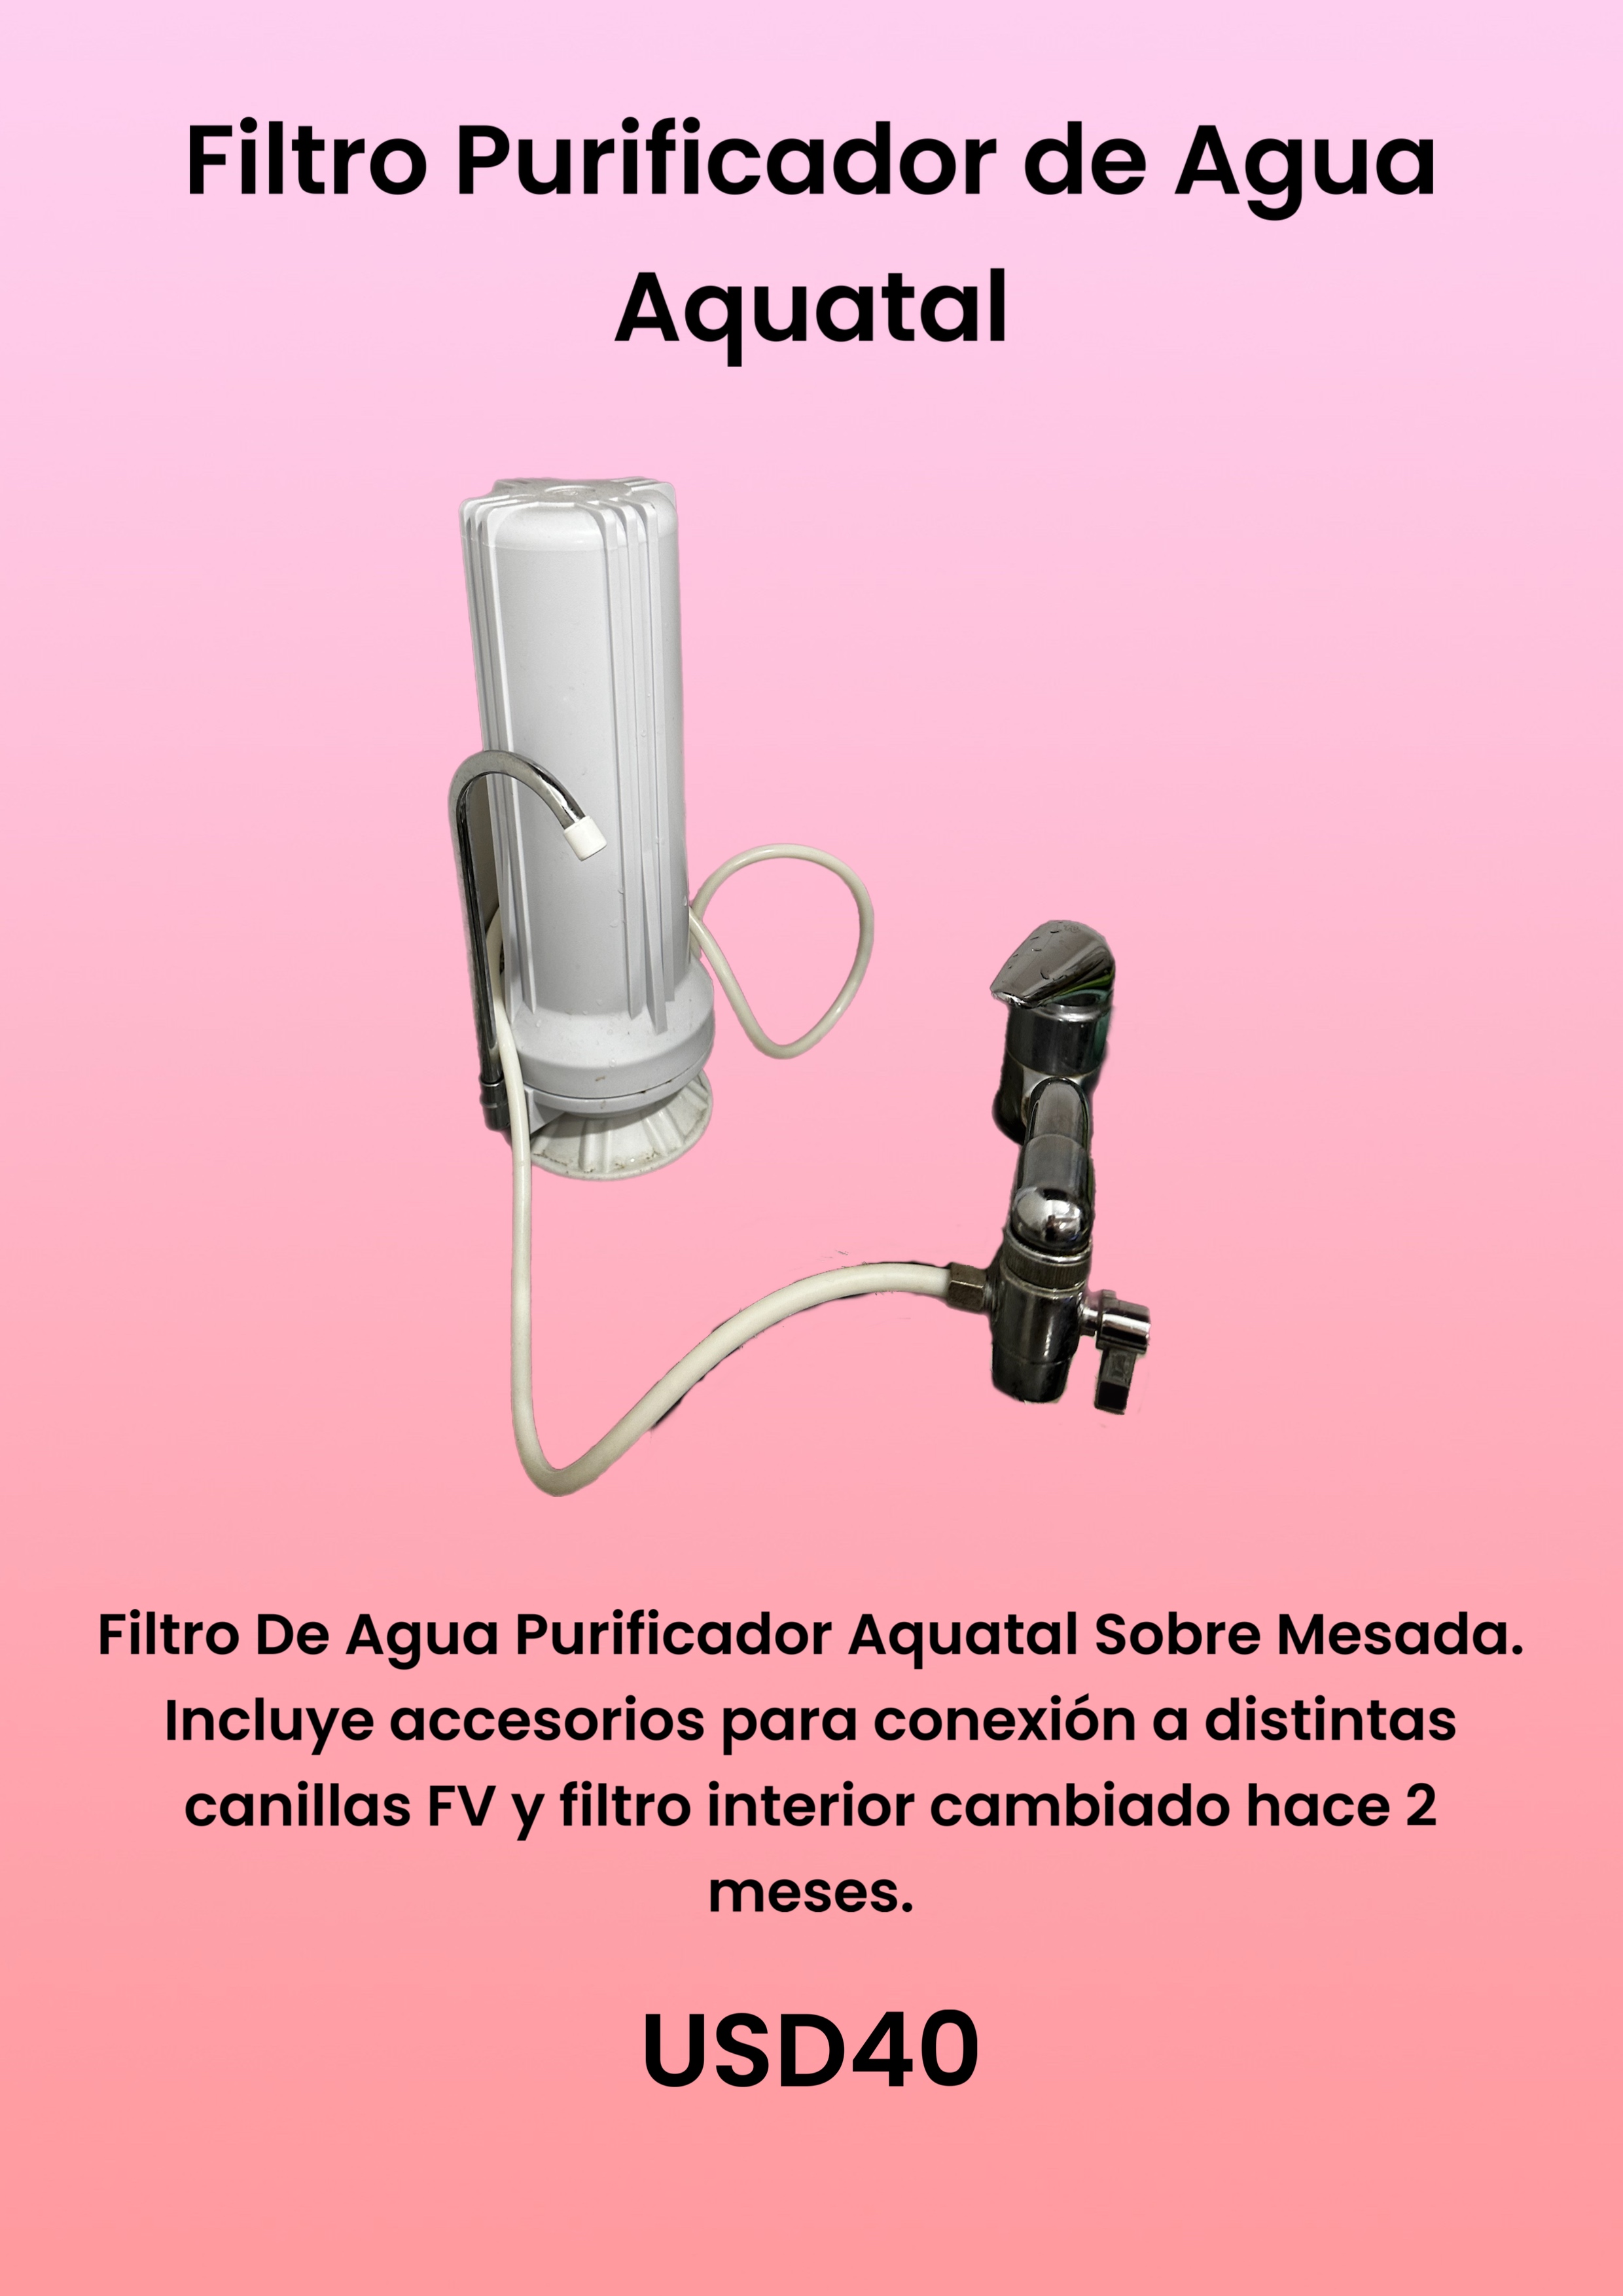 Filtro Purificador de Agua
Aquatal
Filtro De Agua Purificador Aquatal Sobre Mesada.
Incluye accesorios para conexión a distintas
canillas FV y filtro interior cambiado hace 2
meses.
USD40